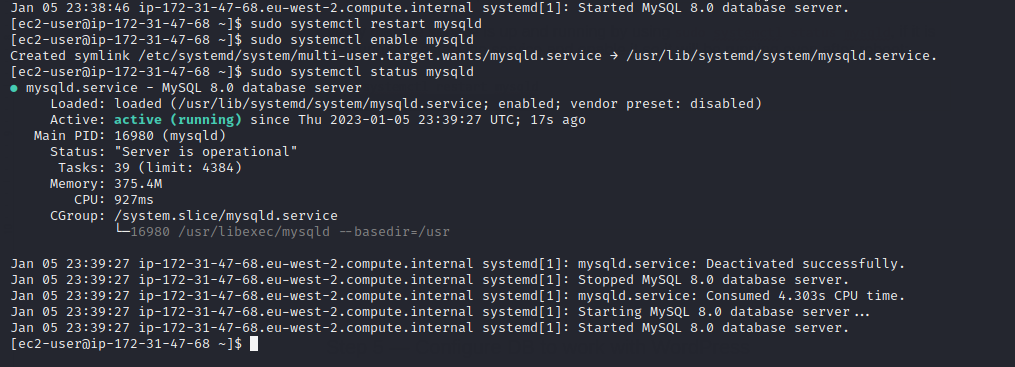 Jan 05 23:38:46 ip-172-31-47-68.eu-west-2.compute.internal systemd[1]: Started MySQL 8.0 database server.
[ec2-user@ip-172-31-47-68 ~]$ sudo systemctl restart mysqld
[ec2-user@ip-172-31-47-68 ~]$ sudo systemctl enable mysqld
Created symlink /etc/systemd/system/multi-user.target.wants/mysqld.service → /usr/lib/systemd/system/mysqld.service.
[ec2-user@ip-172-31-47-68 ~]$ sudo systemctl status mysqld
● mysqld.service - MySQL 8.0 database server
Loaded: loaded (/usr/lib/systemd/system/mysqld.service; enabled; vendor preset: disabled)
Active: active (running) since Thu 2023-01-05 23:39:27 UTC; 17s ago
Main PID: 16980 (mysqld)
Status: "Server is operational"
Tasks: 39 (limit: 4384)
Memory: 375.4M
CPU: 927ms
CGroup: /system.slice/mysqld.service
└─16980 /usr/libexec/mysqld --basedir=/usr
Jan 05 23:39:27 ip-172-31-47-68.eu-west-2.compute.internal systemd[1]: mysqld.service: Deactivated successfully.
Jan 05 23:39:27 ip-172-31-47-68.eu-west-2.compute.internal systemd[1]: Stopped MySQL 8.0 database server.
Jan 05 23:39:27 ip-172-31-47-68.eu-west-2.compute.internal systemd[1]: mysqld.service: Consumed 4.303s CPU time.
Jan 05 23:39:27 ip-172-31-47-68.eu-west-2.compute.internal systemd[1]: Starting MySQL 8.0 database server...
Jan 05 23:39:27 ip-172-31-47-68.eu-west-2.compute.internal systemd[1]: Started MySQL 8.0 database server.
[ec2-user@ip-172-31-47-68 ~]$